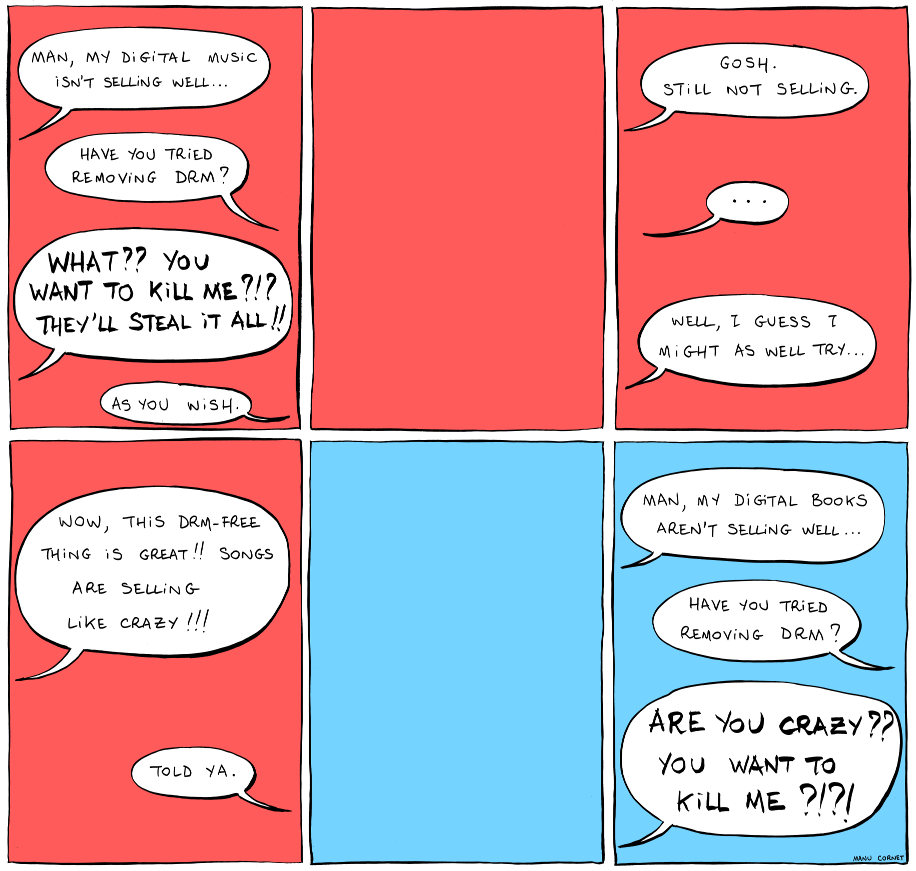 MAN, MY DIGITAL MUSIC
ISN'T SELLING WELL...
HAVE YOU TRIED
REMOVING DRM?
WHAT?? YOU
WANT TO KILL ME?!?
THEY'LL STEAL IT ALL!!
AS YOU WISH.
GOSH.
STILL NOT SELLING.
...
WELL, I GUESS I
MIGHT AS WELL TRY...
WOW, THIS DRM-FREE
THING IS GREAT!! SONGS
ARE SELLING
LIKE CRAZY!!!
TOLD YA.
MAN, MY DIGITAL BOOKS
AREN'T SELLING WELL...
HAVE YOU TRIED
REMOVING DRM?
ARE YOU CRAZY??
YOU WANT TO
KILL ME ?!?!
MANU CORNET